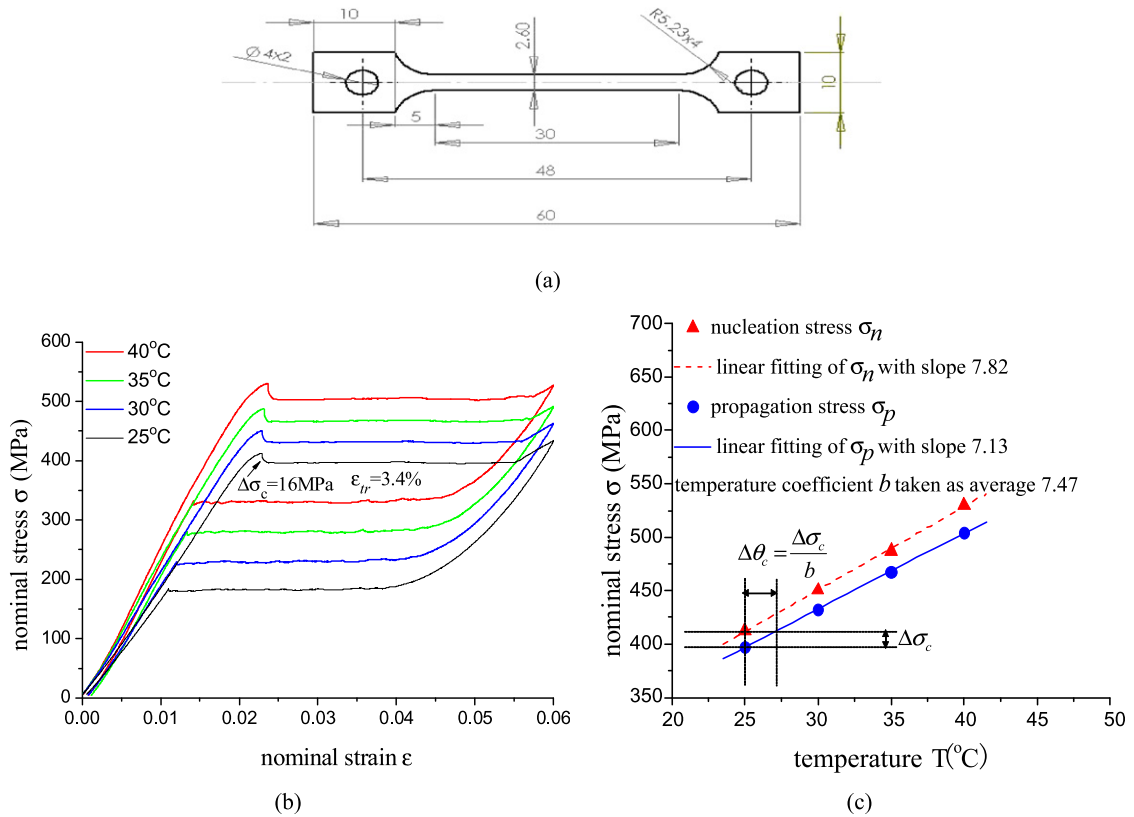 10
Φ4x2
2.60
R5.23x4
10
5
30
48
60
(a)
600
500
400
300
200
100
0
0.00
0.01
0.02
0.03
0.04
0.05
0.06
nominal stress σ (MPa)
nominal strain ε
40°C
35°C
30°C
25°C
Δσc=16MPa
εtr=3.4%
(b)
700
650
600
550
500
450
400
350
20
25
30
35
40
45
50
nominal stress σ (MPa)
temperature T(°C)
nucleation stress σn
linear fitting of σn with slope 7.82
propagation stress σp
linear fitting of σp with slope 7.13
temperature coefficient b taken as average 7.47
Δθc = Δσc / b
Δσc
(c)